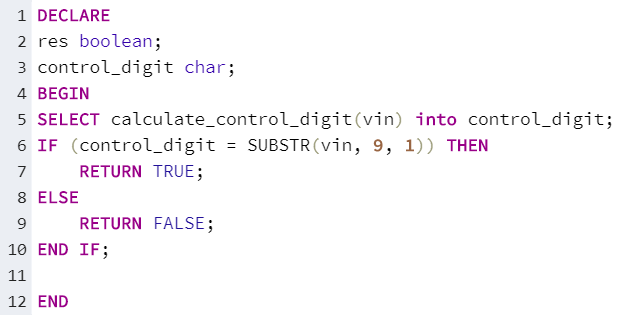 1 DECLARE
2 res boolean;
3 control_digit char;
4 BEGIN
5 SELECT calculate_control_digit(vin) into control_digit;
6 IF (control_digit = SUBSTR(vin, 9, 1)) THEN
7     RETURN TRUE;
8 ELSE
9     RETURN FALSE;
10 END IF;
11
12 END